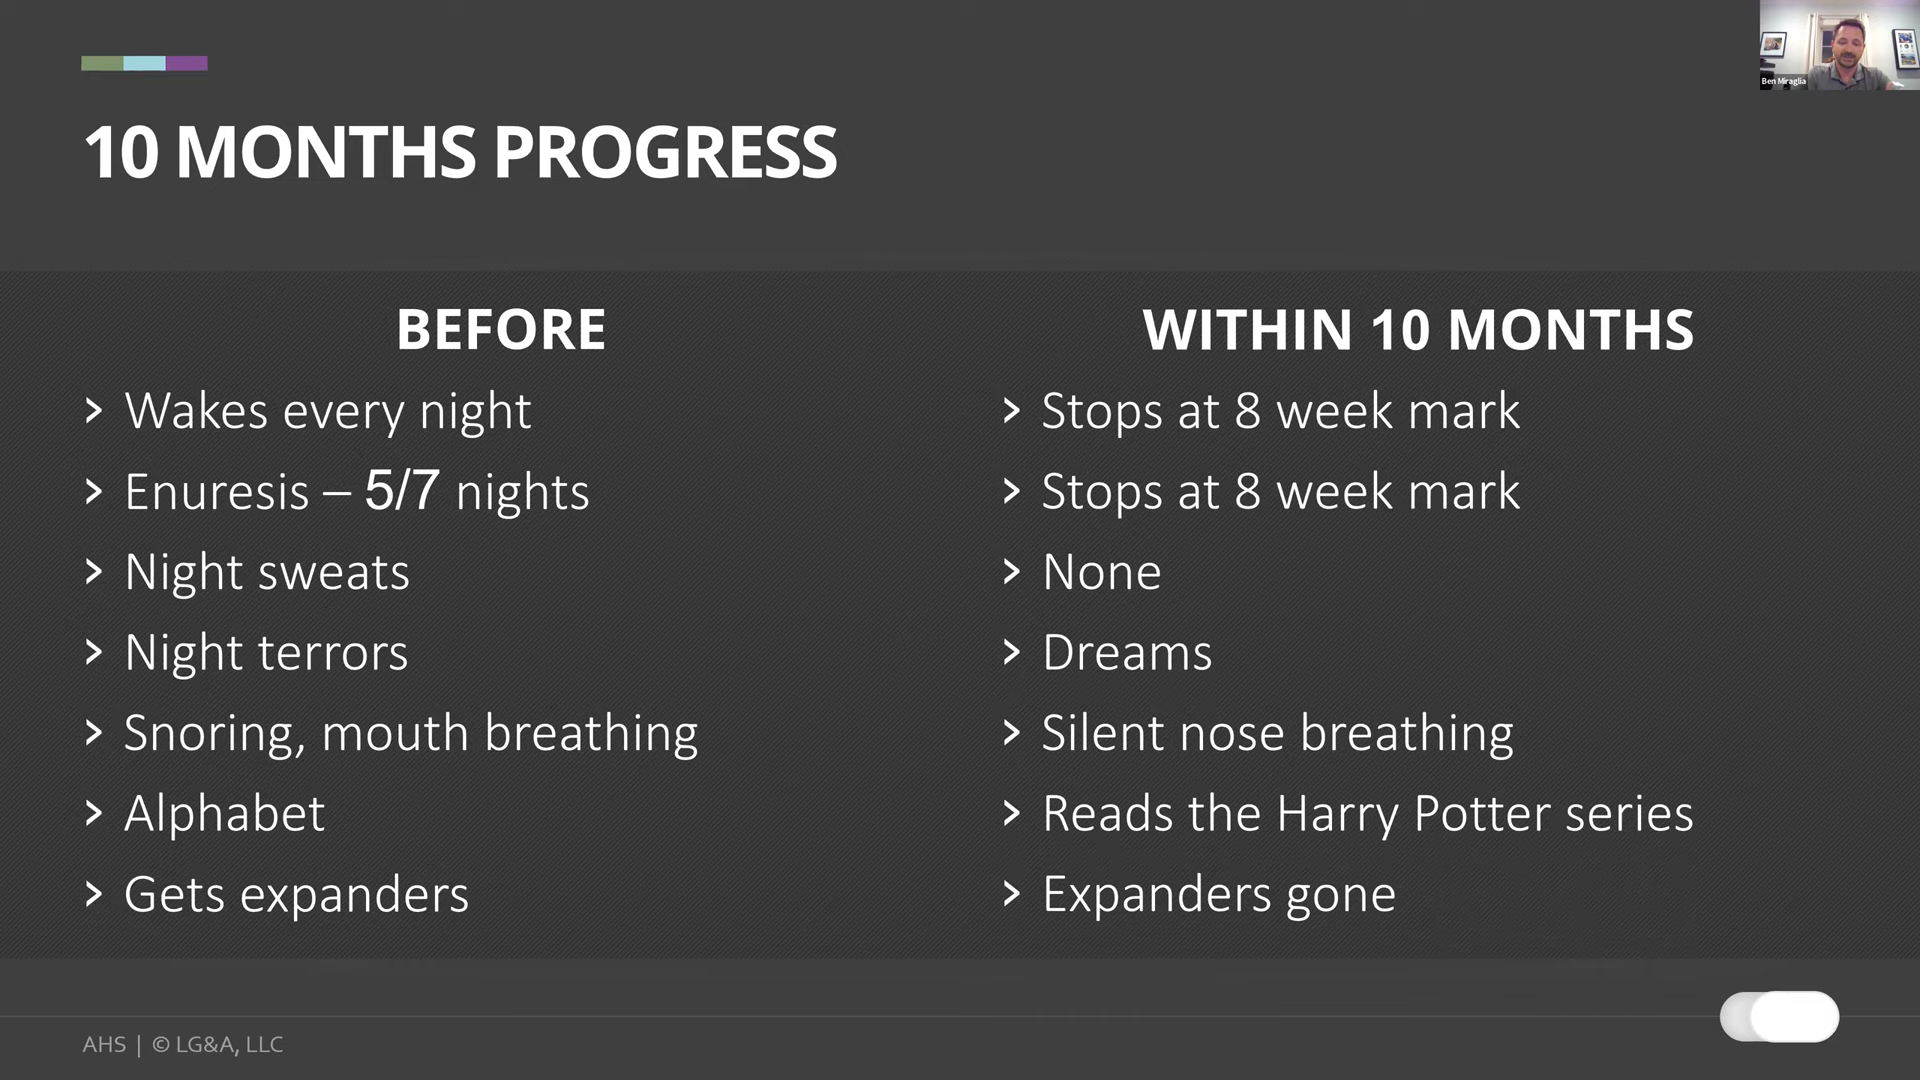 Ben Miraglia
10 MONTHS PROGRESS
BEFORE
> Wakes every night
> Enuresis – 5/7 nights
> Night sweats
> Night terrors
> Snoring, mouth breathing
> Alphabet
> Gets expanders
WITHIN 10 MONTHS
> Stops at 8 week mark
> Stops at 8 week mark
> None
> Dreams
> Silent nose breathing
> Reads the Harry Potter series
> Expanders gone
AHS | © LG&A, LLC